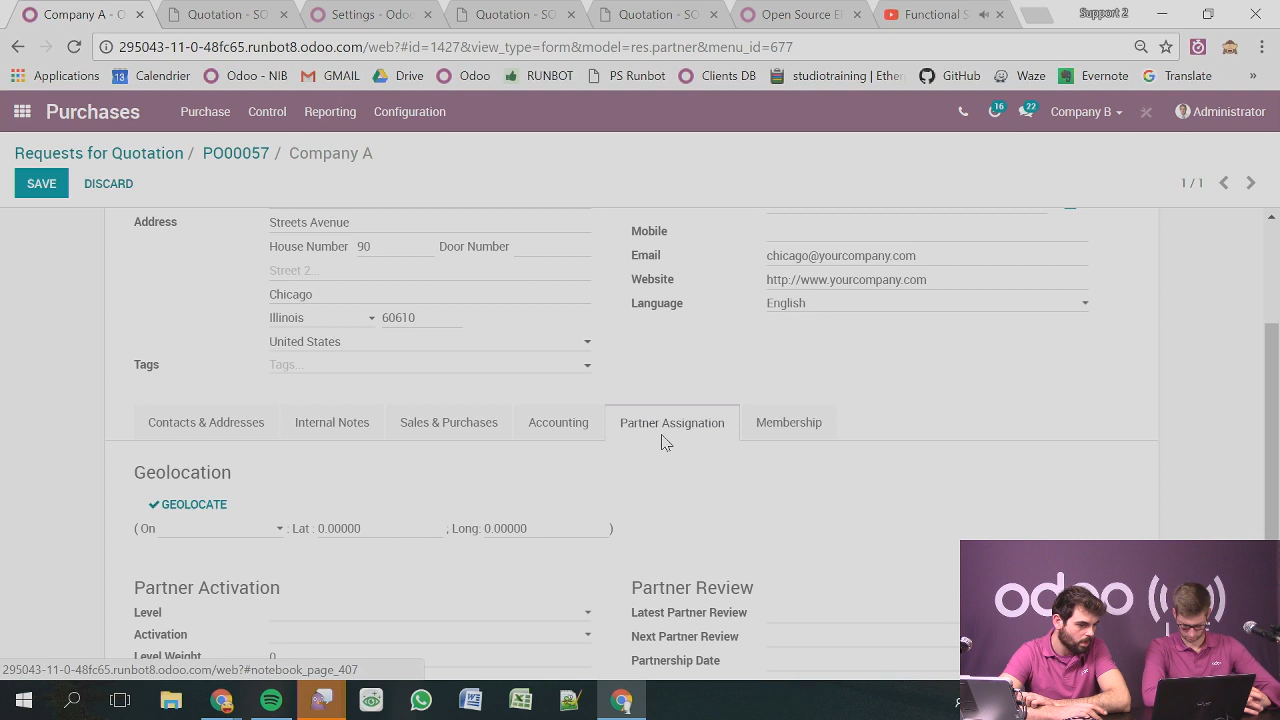 Company A - O
Quotation - SO
Settings - Odoo
Quotation - SO
Quotation - SO
Open Source E
Functional S
Support 2
295043-11-0-48fc65.runbot8.odoo.com/web?#id=1427&view_type=form&model=res.partner&menu_id=677
Applications
13
Calendrier
Odoo - NIB
GMAIL
Drive
Odoo
RUNBOT
PS Runbot
Clients DB
studio:training | Ether
GitHub
Waze
Evernote
Translate
»
Purchases
Purchase
Control
Reporting
Configuration
16
22
Company B
Administrator
Requests for Quotation / PO00057 / Company A
SAVE
DISCARD
1 / 1
Address
Streets Avenue
House Number 90
Door Number
Street 2...
Chicago
Illinois
60610
United States
Tags
Tags...
Mobile
Email
chicago@yourcompany.com
Website
http://www.yourcompany.com
Language
English
Contacts & Addresses
Internal Notes
Sales & Purchases
Accounting
Partner Assignation
Membership
Geolocation
GEOLOCATE
( On
: Lat : 0.00000
; Long: 0.00000
)
Partner Activation
Level
Activation
Level Weight
0
Partner Review
Latest Partner Review
Next Partner Review
Partnership Date
295043-11-0-48fc65.runbot8.odoo.com/web?#notebook_page_407
odoo